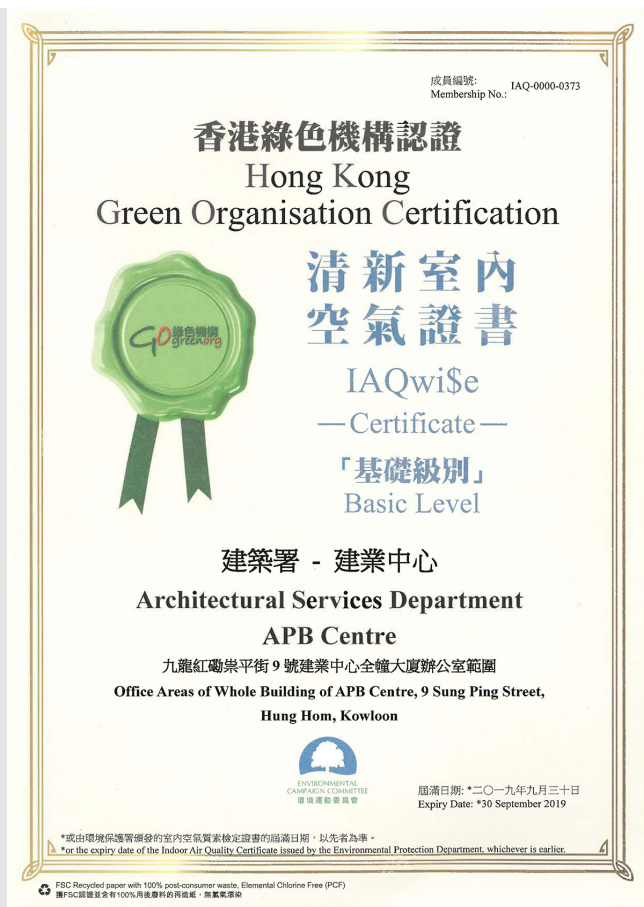 成員編號:
Membership No.: IAQ-0000-0373
香港綠色機構認證
Hong Kong
Green Organisation Certification
綠色機構
GOgreenorg
清新室內
空氣證書
IAQwi$e
— Certificate —
「基礎級別」
Basic Level
建築署 - 建業中心
Architectural Services Department
APB Centre
九龍紅磡崇平街 9 號建業中心全幢大廈辦公室範圍
Office Areas of Whole Building of APB Centre, 9 Sung Ping Street,
Hung Hom, Kowloon
ENVIRONMENTAL
CAMPAIGN COMMITTEE
環境運動委員會
屆滿日期: *二〇一九年九月三十日
Expiry Date: *30 September 2019
*或由環境保護署頒發的室內空氣質素檢定證書的屆滿日期，以先者為準。
*or the expiry date of the Indoor Air Quality Certificate issued by the Environmental Protection Department, whichever is earlier.
FSC Recycled paper with 100% post-consumer waste, Elemental Chlorine Free (PCF)
獲FSC認證並含有100%用後廢料的再造紙，無氯氣漂染